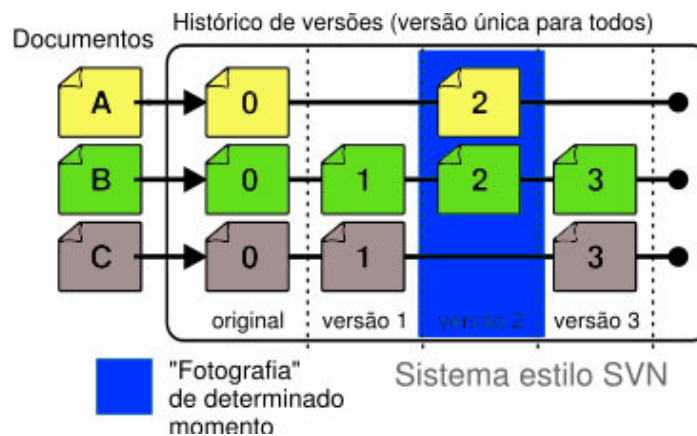 Histórico de versões (versão única para todos)
Documentos
A 0 2
B 0 1 2 3
C 0 1 3
original versão 1 versão 2 versão 3
"Fotografia"
de determinado
momento
Sistema estilo SVN